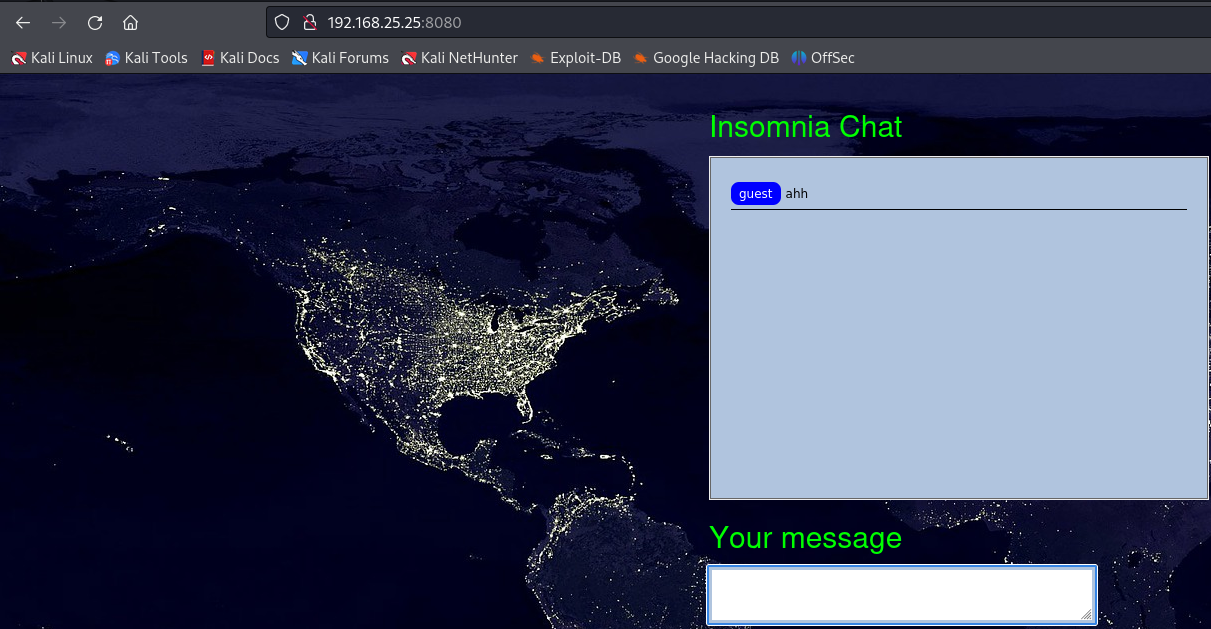 192.168.25.25:8080
Kali Linux Kali Tools Kali Docs Kali Forums Kali NetHunter Exploit-DB Google Hacking DB OffSec
Insomnia Chat
guest ahh
Your message